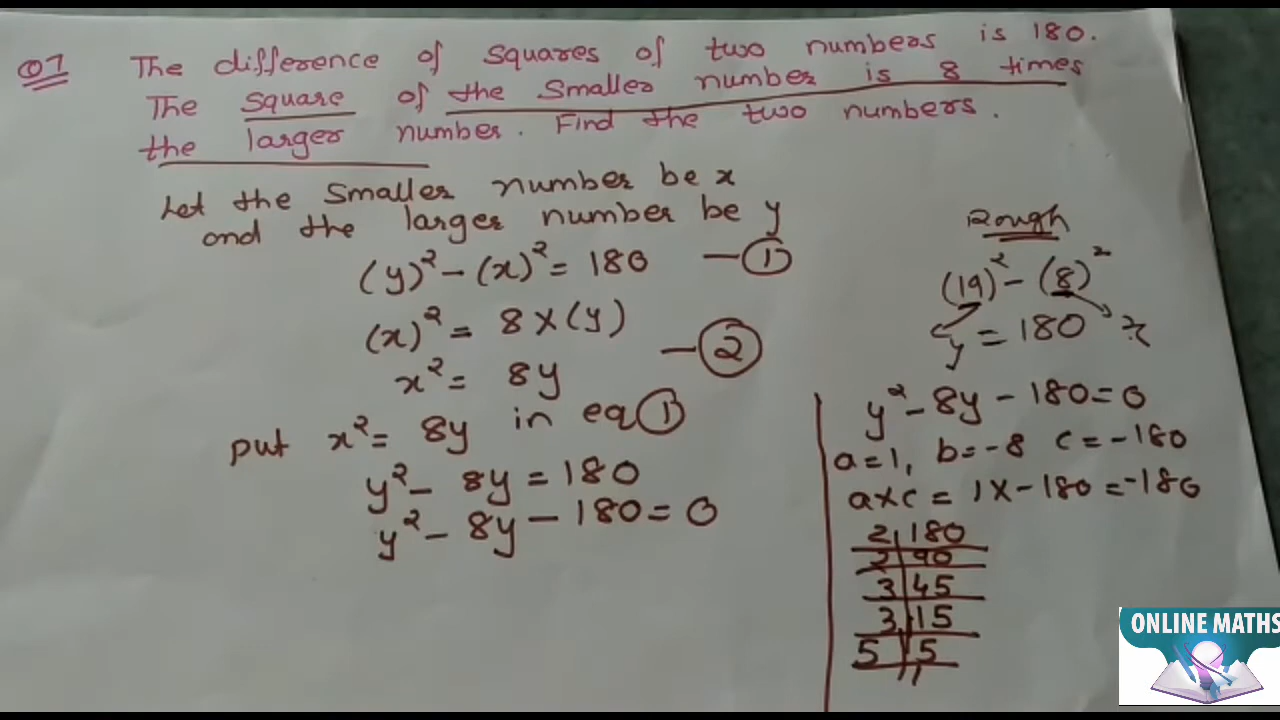 Q7 The difference of squares of two numbers is 180.
The square of the smaller number is 8 times
the larger number. Find the two numbers.
Let the smaller number be x
and the larger number be y
(y)² - (x)² = 180 — ①
(x)² = 8 X (y)
x² = 8y — ②
put x² = 8y in eq ①
y² - 8y = 180
y² - 8y - 180 = 0
Rough
(19)² - (8)²
y = 180 x
y² - 8y - 180 = 0
a = 1, b = -8 c = -180
a x c = 1 X - 180 = -180
2 180
2 90
3 45
3 15
5 5
1
ONLINE MATHS